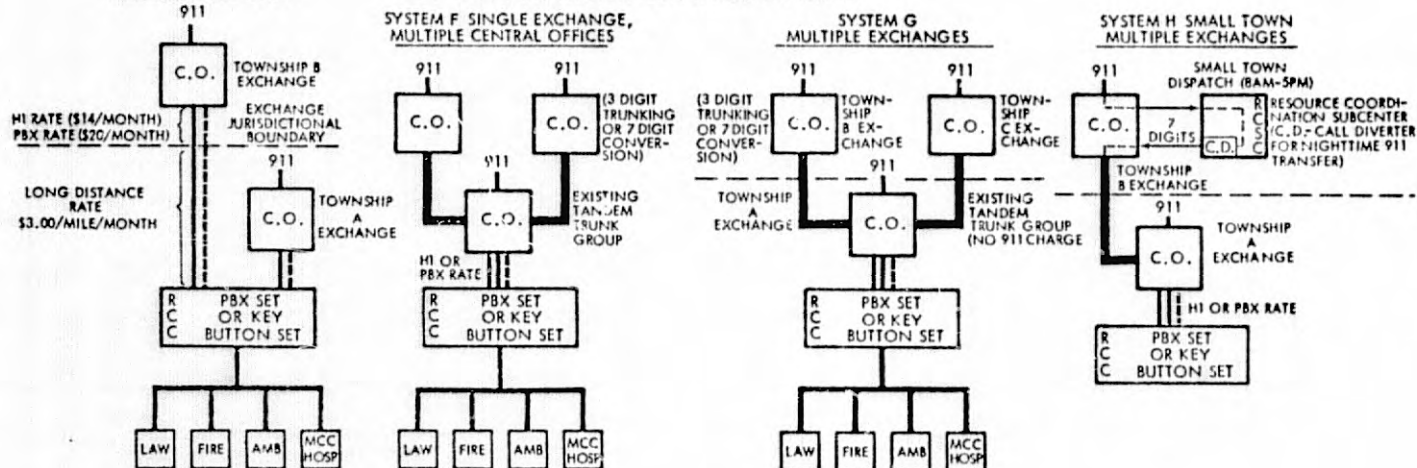 911
C.O.
TOWNSHIP B
EXCHANGE
H1 RATE ($14/MONTH)
PBX RATE ($20/MONTH)
EXCHANGE
JURISDICTIONAL
BOUNDARY
LONG DISTANCE
RATE
$3.00/MILE/MONTH
911
C.O.
TOWNSHIP
A
EXCHANGE
R
C
C
PBX SET
OR KEY
BUTTON SET
LAW
FIRE
AMB
MCC
HOSP
SYSTEM F SINGLE EXCHANGE,
MULTIPLE CENTRAL OFFICES
911
911
C.O.
C.O.
(3 DIGIT
TRUNKING
OR 7 DIGIT
CONVER-
SION)
911
C.O.
EXISTING
TANDEM
TRUNK
GROUP
H1 OR
PBX RATE
R
C
C
PBX SET
OR KEY
BUTTON SET
LAW
FIRE
AMB
MCC
HOSP
SYSTEM G
MULTIPLE EXCHANGES
911
911
(3 DIGIT
TRUNKING
OR 7 DIGIT
CONVER-
SION)
C.O.
TOWN-
SHIP
B EX-
CHANGE
C.O.
TOWN-
SHIP
C EX-
CHANGE
911
TOWNSHIP
A
EXCHANGE
C.O.
EXISTING
TANDEM
TRUNK GROUP
(NO 911 CHARGE
R
C
C
PBX SET
OR KEY
BUTTON SET
LAW
FIRE
AMB
MCC
HOSP
SYSTEM H SMALL TOWN
MULTIPLE EXCHANGES
911
SMALL TOWN
DISPATCH (8AM-5PM)
C.O.
7
DIGITS
R
C
S
C
C.D.
RESOURCE COORDI-
NATION SUBCENTER
(C.D.- CALL DIVERTER
FOR NIGHTTIME 911
TRANSFER)
TOWNSHIP
B EXCHANGE
911
C.O.
TOWNSHIP
A
EXCHANGE
H1 OR PBX RATE
R
C
C
PBX SET
OR KEY
BUTTON SET